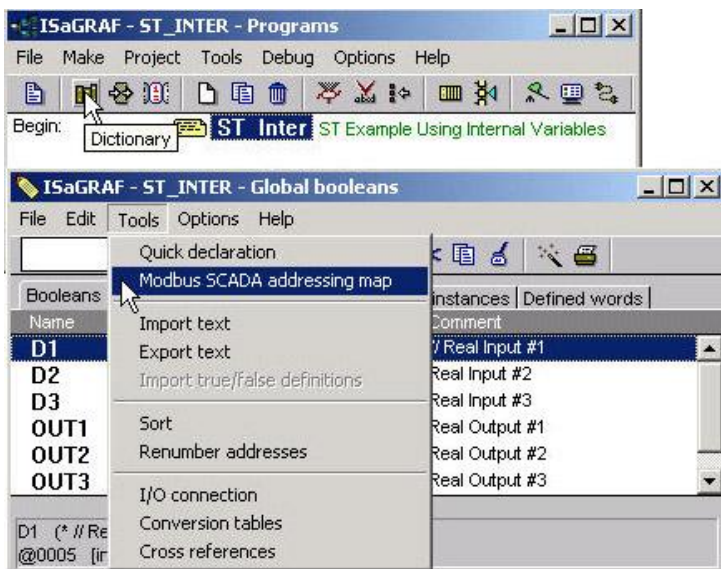 ISaGRAF - ST_INTER - Programs
File Make Project Tools Debug Options Help
Begin: ST Inter ST Example Using Internal Variables
Dictionary
ISaGRAF - ST_INTER - Global booleans
File Edit Tools Options Help
Quick declaration
Modbus SCADA addressing map
Import text
Export text
Import true/false definitions
Sort
Renumber addresses
I/O connection
Conversion tables
Cross references
Booleans instances Defined words
Name Comment
D1 // Real Input #1
D2 Real Input #2
D3 Real Input #3
OUT1 Real Output #1
OUT2 Real Output #2
OUT3 Real Output #3
D1 (* // Re
@0005 [ir